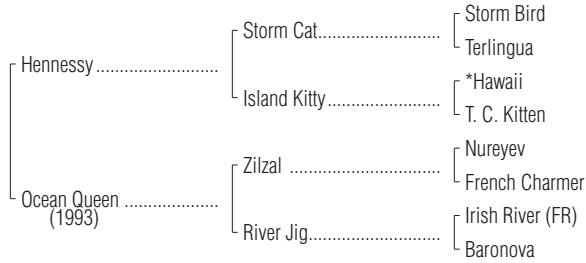 Storm Bird
Storm Cat......................
Terlingua
Hennessy.......................
*Hawaii
Island Kitty.....................
T. C. Kitten
Nureyev
Zilzal ............................
French Charmer
Ocean Queen .................
(1993)
Irish River (FR)
River Jig........................
Baronova